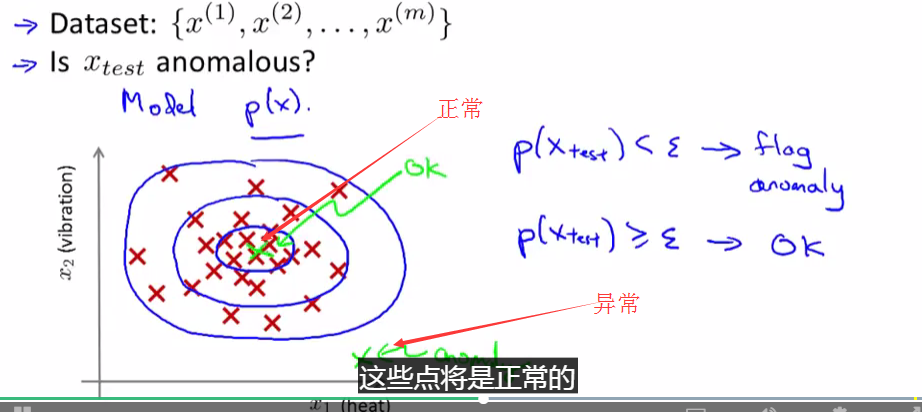 → Dataset: {x^(1), x^(2), . . . , x^(m)}
→ Is x_test anomalous?
Model p(x).
正常
OK
p(x_test) < ε → flag
anomaly
p(x_test) ≥ ε → OK
x_2 (vibration)
异常
这些点将是正常的
x_1 (heat)